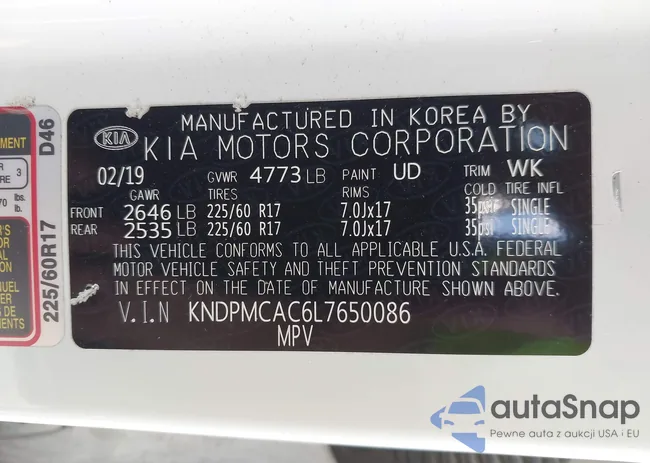 MANUFACTURED IN KOREA BY
KIA KIA MOTORS CORPORATION
02/19 GVWR 4773 LB PAINT UD TRIM WK
GAWR TIRES RIMS COLD TIRE INFL
FRONT 2646 LB 225/60 R17 7.0Jx17 35psi SINGLE
REAR 2535 LB 225/60 R17 7.0Jx17 35psi SINGLE
THIS VEHICLE CONFORMS TO ALL APPLICABLE U.S.A. FEDERAL
MOTOR VEHICLE SAFETY AND THEFT PREVENTION STANDARDS
IN EFFECT ON THE DATE OF MANUFACTURE SHOWN ABOVE.
V.I.N KNDPMCAC6L7650086
MPV
225/60R17 D46
3
lbs.
kg
autaSnap
Pewne auta z aukcji USA i EU